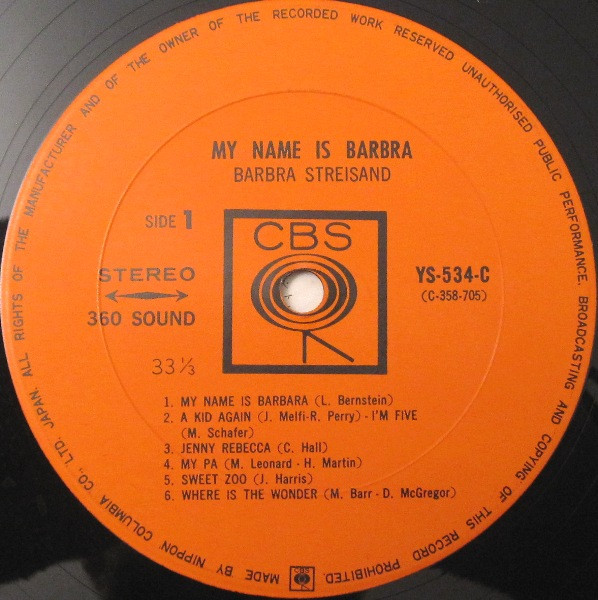 MY NAME IS BARBRA
BARBRA STREISAND
SIDE 1
CBS
STEREO
360 SOUND
YS-534-C
(C-358-705)
33 1/3
1. MY NAME IS BARBARA (L. Bernstein)
2. A KID AGAIN (J. Melfi-R. Perry) - I'M FIVE
(M. Schafer)
3. JENNY REBECCA (C. Hall)
4. MY PA (M. Leonard - H. Martin)
5. SWEET ZOO (J. Harris)
6. WHERE IS THE WONDER (M. Barr - D. McGregor)
MADE BY NIPPON COLUMBIA CO., LTD. JAPAN. ALL RIGHTS OF THE MANUFACTURER AND OF THE OWNER OF THE RECORDED WORK RESERVED UNAUTHORISED PUBLIC PERFORMANCE. BROADCASTING AND COPYING OF THIS RECORD PROHIBITED.
CBS